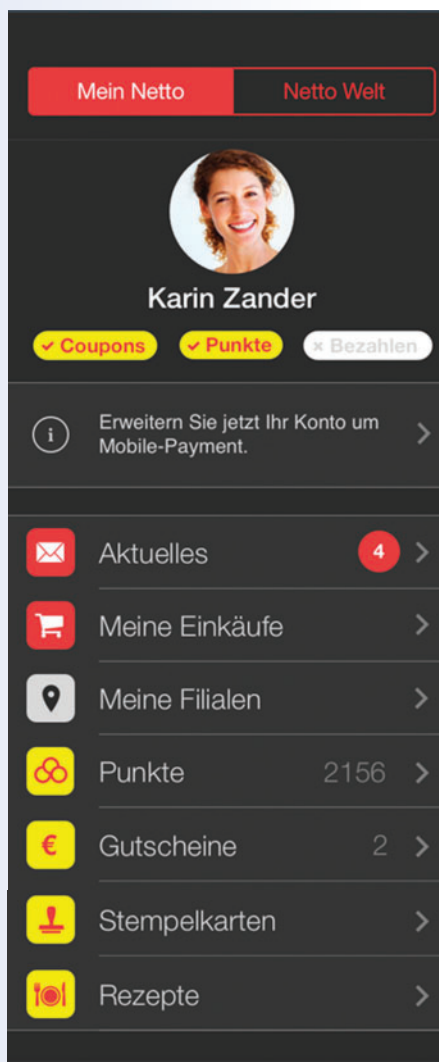 Mein Netto
Netto Welt
Karin Zander
Coupons
Punkte
Bezahlen
Erweitern Sie jetzt Ihr Konto um
Mobile-Payment.
Aktuelles 4
Meine Einkäufe
Meine Filialen
Punkte 2156
Gutscheine 2
Stempelkarten
Rezepte